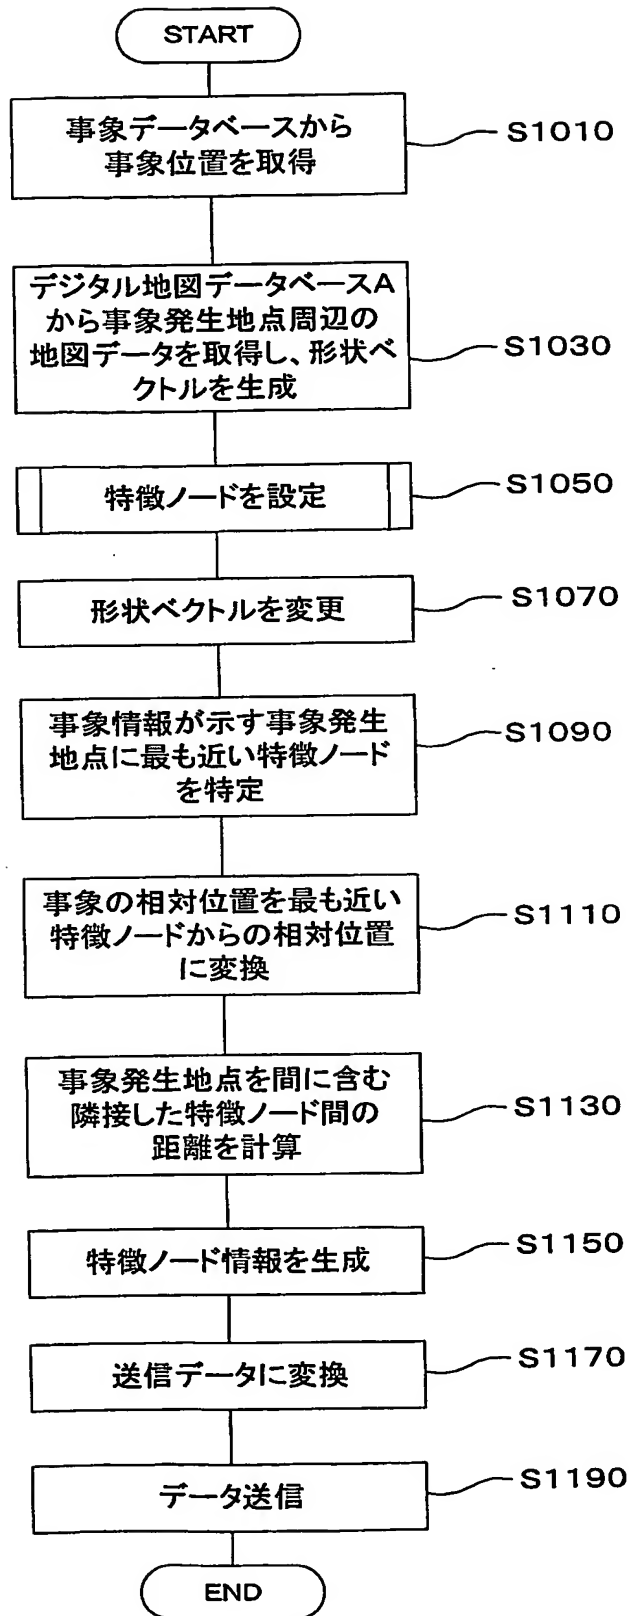 START
事象データベースから
事象位置を取得
S1010
デジタル地図データベースA
から事象発生地点周辺の
地図データを取得し、形状ベ
クトルを生成
S1030
特徴ノードを設定
S1050
形状ベクトルを変更
S1070
事象情報が示す事象発生
地点に最も近い特徴ノード
を特定
S1090
事象の相対位置を最も近い
特徴ノードからの相対位置
に変換
S1110
事象発生地点を間に含む
隣接した特徴ノード間の
距離を計算
S1130
特徴ノード情報を生成
S1150
送信データに変換
S1170
データ送信
S1190
END